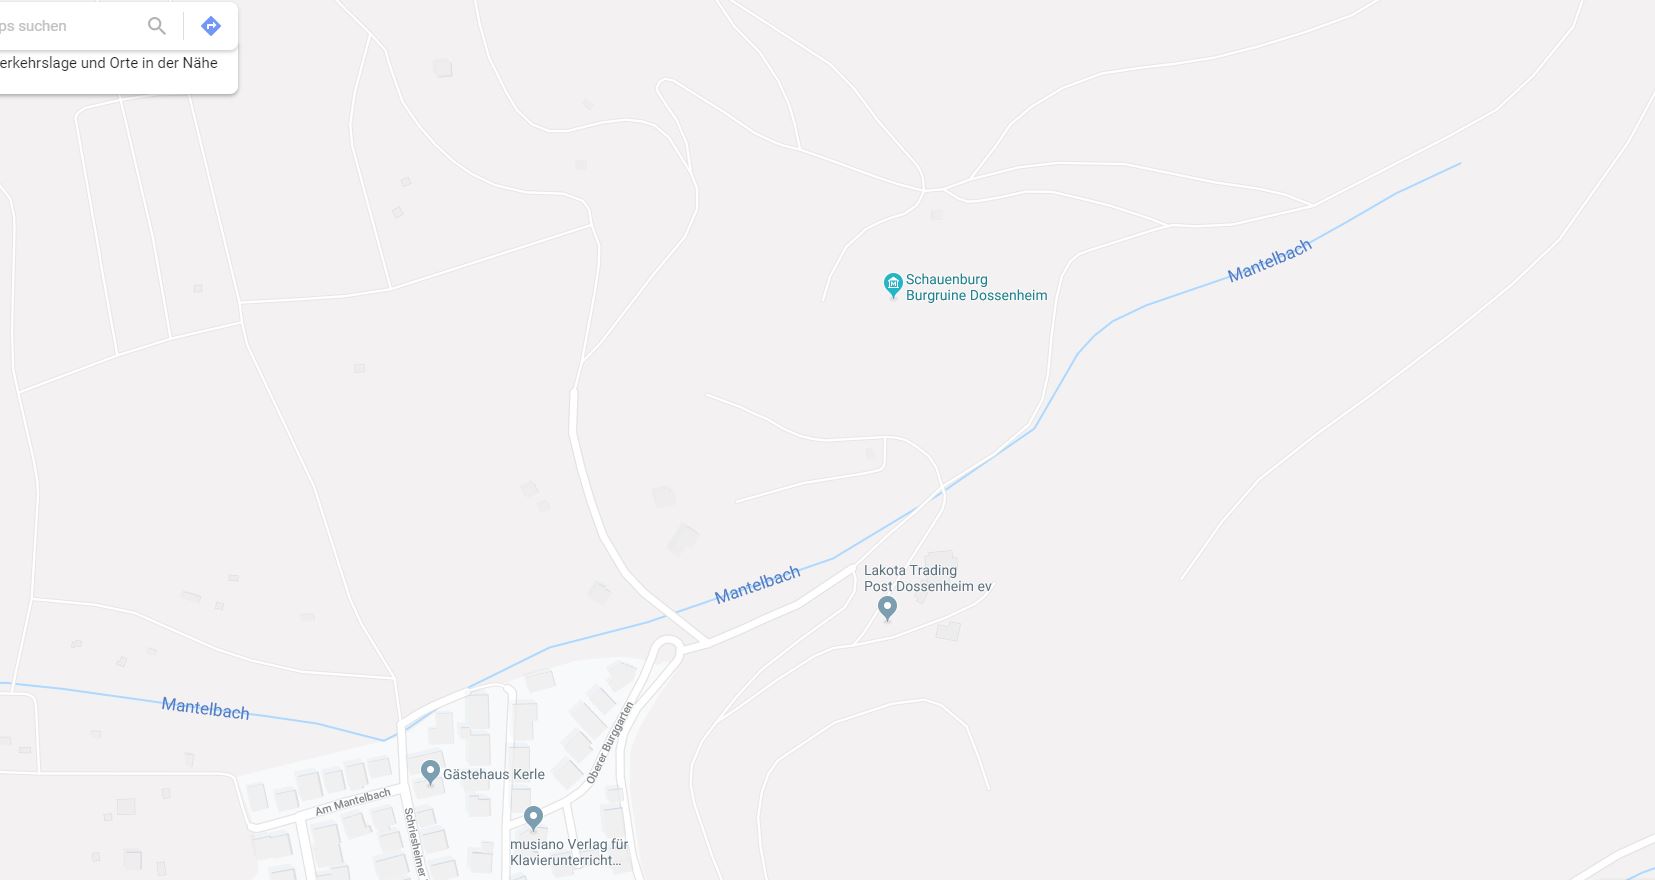 ps suchen
erkehrslage und Orte in der Nähe
Mantelbach
Schauenburg
Burgruine Dossenheim
Mantelbach
Lakota Trading
Post Dossenheim ev
Mantelbach
Oberer Burggarten
Gästehaus Kerle
Am Mantelbach
Schriesheimer
musiano Verlag für
Klavierunterricht...